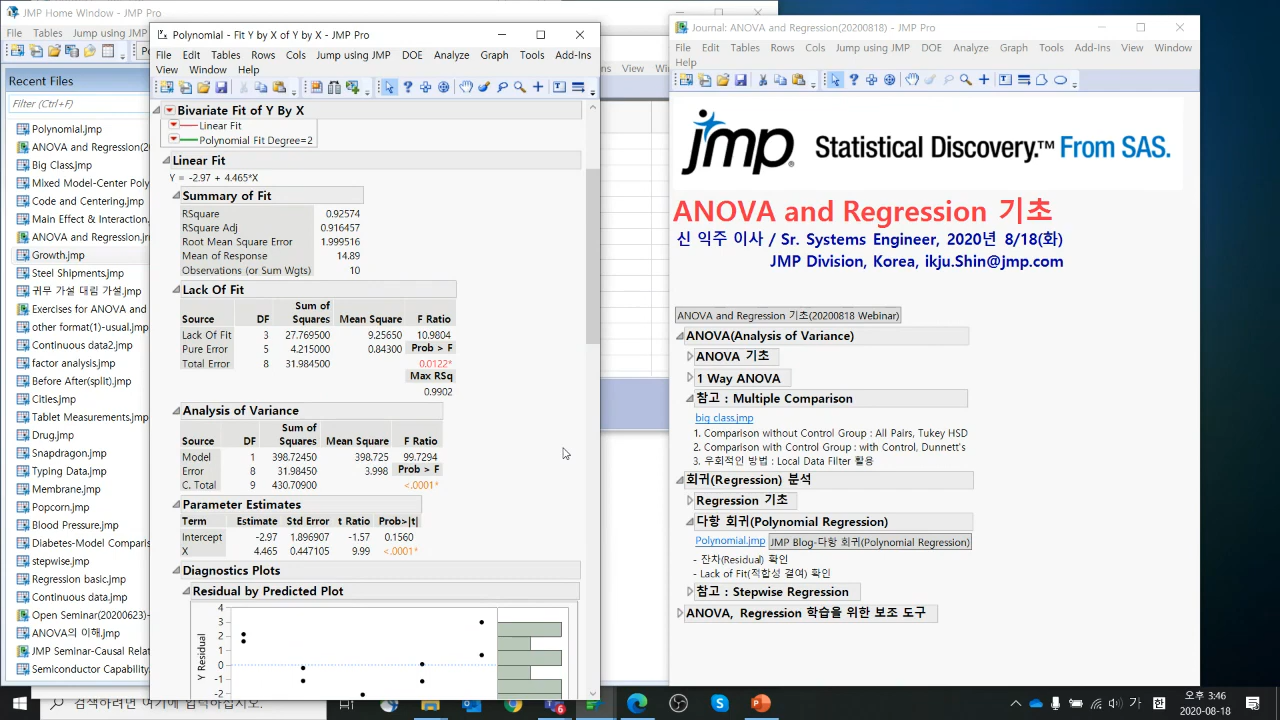 JMP Home Window - JMP Pro
File Tables Jump using JMP
Recent Files
Filter (Ctrl+F)
Polynomial.jmp
ANOVA and Regression(2
Big Class.jmp
Mixed Model-Center Poly
Code and Centering.jmp
Main Effect & Interaction.
ANOVA and Regression.jrn
Growth.jmp
Steel Shipments.jmp
귀무 가설 대립 가설.jmp
Exercises for ANOVA and
other format(1)-usual.jmp
Continuous data2.jmp
factor analysis.jmp
Before After(split).jmp
Cities.jmp
Tablet Measurements.jmp
Drug.jmp
Snapdragon.jmp
Typing Data.jmp
Membrane.jmp
Popcorn.jmp
Blood Pressure.jmp
Diabetes-Model Comparis
stepwise.jmp
Regression basic.jmp
Continuous data.jmp
Open Seminar(20200623)-
ANOVA의 이해.jmp
JMP Seminar-Causal Relat
Semiconductor Capability
Polynomial - Fit Y by X of Y by X - JMP Pro
File Edit Tables Rows Cols Jump using JMP DOE Analyze Graph Tools Add-Ins
View Window Help
Bivariate Fit of Y By X
Linear Fit
Polynomial Fit Degree=2
Linear Fit
Y = -2.97 + 4.465*X
Summary of Fit
RSquare 0.92574
RSquare Adj 0.916457
Root Mean Square Error 1.999516
Mean of Response 14.89
Observations (or Sum Wgts) 10
Lack Of Fit
Sum of
Source DF Squares Mean Square F Ratio
Lack Of Fit 3 27.769500 9.25650 10.9804
Pure Error 5 4.215000 0.84300 Prob > F
Total Error 8 31.984500 0.0122*
Max RSq
0.9902
Analysis of Variance
Sum of
Source DF Squares Mean Square F Ratio
Model 1 398.72450 398.725 99.7294
Error 8 31.98450 3.998 Prob > F
C. Total 9 430.70900 <.0001*
Parameter Estimates
Term Estimate Std Error t Ratio Prob>|t|
Intercept -2.97 1.896907 -1.57 0.1560
X 4.465 0.447105 9.99 <.0001*
Diagnostics Plots
Residual by Predicted Plot
4
3
2
1
0
-1
-2
Y Residual
View
Journal: ANOVA and Regression(20200818) - JMP Pro
File Edit Tables Rows Cols Jump using JMP DOE Analyze Graph Tools Add-Ins View Window
Help
jmp Statistical Discovery.™ From SAS.
ANOVA and Regression 기초
신 익주 이사 / Sr. Systems Engineer, 2020년 8/18(화)
JMP Division, Korea, ikju.Shin@jmp.com
ANOVA and Regression 기초(20200818 Webinar)
ANOVA(Analysis of Variance)
ANOVA 기초
1 Way ANOVA
참고 : Multiple Comparison
big class.jmp
1. Comparison without Control Group : All Pairs, Tukey HSD
2. Comparison with Control Group : with Control, Dunnett's
3. 우회적인 방법 : Local Data Filter 활용
회귀(Regression) 분석
Regression 기초
다항 회귀(Polynomial Regression)
Polynomial.jmp JMP Blog-다항 회귀(Polynomial Regression)
- 잔차(Residual) 확인
- Lack of Fit(적합성 결여) 확인
참고 : Stepwise Regression
ANOVA, Regression 학습을 위한 보조 도구
검색하려면 여기에 입력하십시오.
오후 3:46
2020-08-18